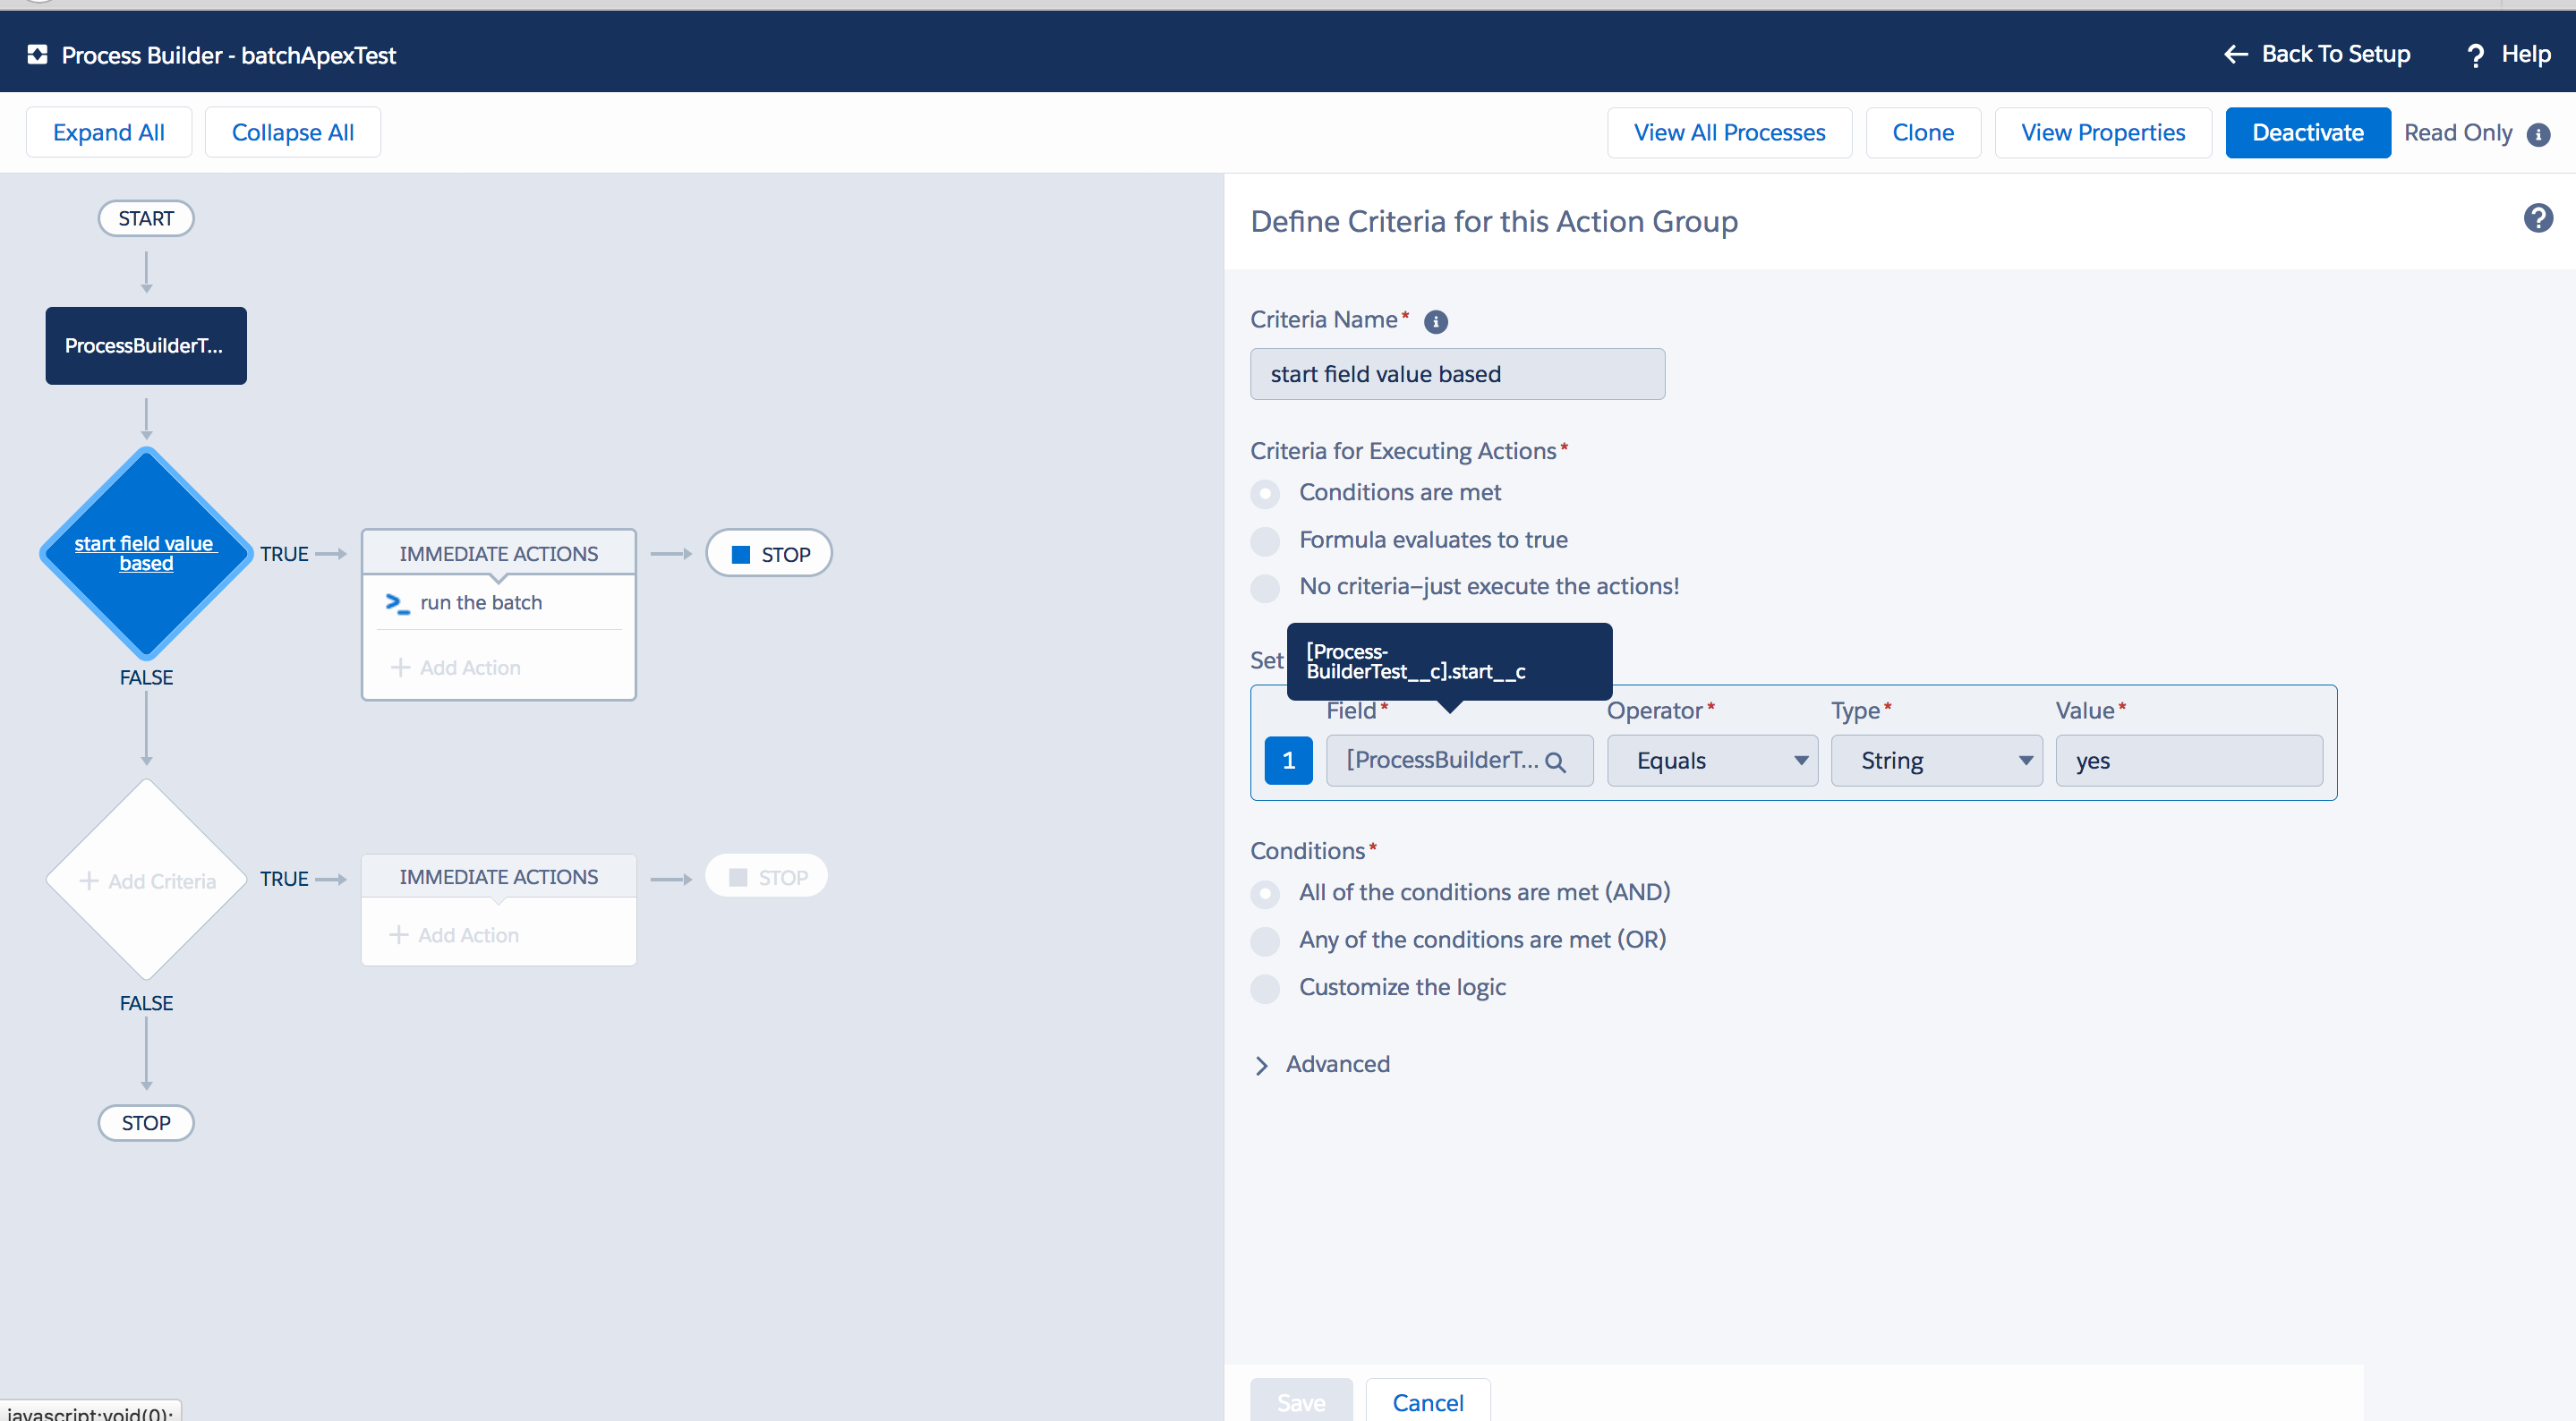 Process Builder - batchApexTest
Back To Setup
? Help
Expand All
Collapse All
View All Processes
Clone
View Properties
Deactivate
Read Only
START
ProcessBuilderT...
start field value
based
TRUE
IMMEDIATE ACTIONS
STOP
run the batch
+ Add Action
FALSE
+ Add Criteria
TRUE
IMMEDIATE ACTIONS
STOP
+ Add Action
FALSE
STOP
javascript:void(0);
Define Criteria for this Action Group
Criteria Name*
start field value based
Criteria for Executing Actions*
Conditions are met
Formula evaluates to true
No criteria–just execute the actions!
Set
[Process-
BuilderTest__c].start__c
Field*
Operator*
Type*
Value*
1
[ProcessBuilderT...
Equals
String
yes
Conditions*
All of the conditions are met (AND)
Any of the conditions are met (OR)
Customize the logic
Advanced
Save
Cancel